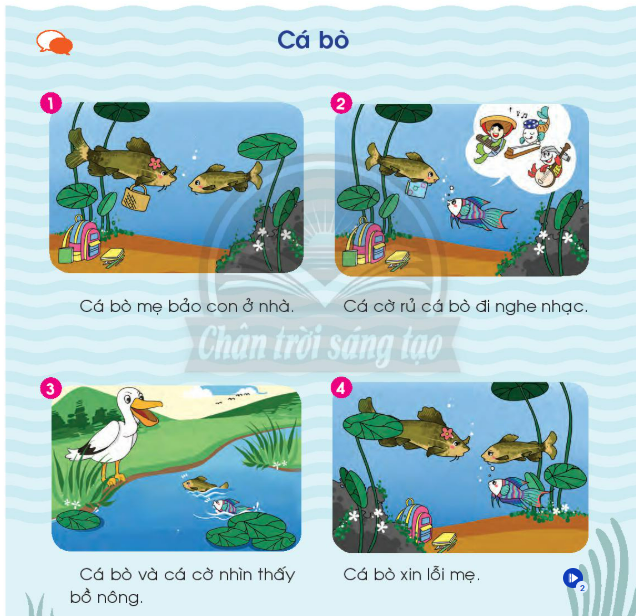 Cá bò
1
2
Cá bò mẹ bảo con ở nhà.
Cá cờ rủ cá bò đi nghe nhạc.
Chân trời sáng tạo
3
4
Cá bò và cá cờ nhìn thấy
bồ nông.
Cá bò xin lỗi mẹ.
2